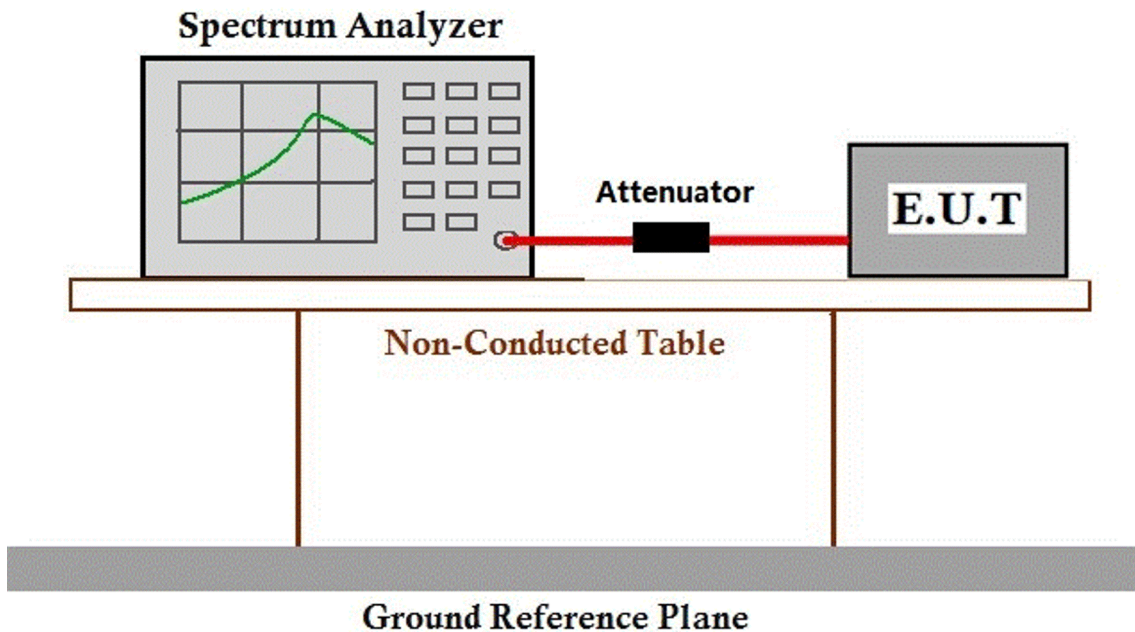 Spectrum Analyzer
Attenuator
E.U.T
Non-Conducted Table
Ground Reference Plane